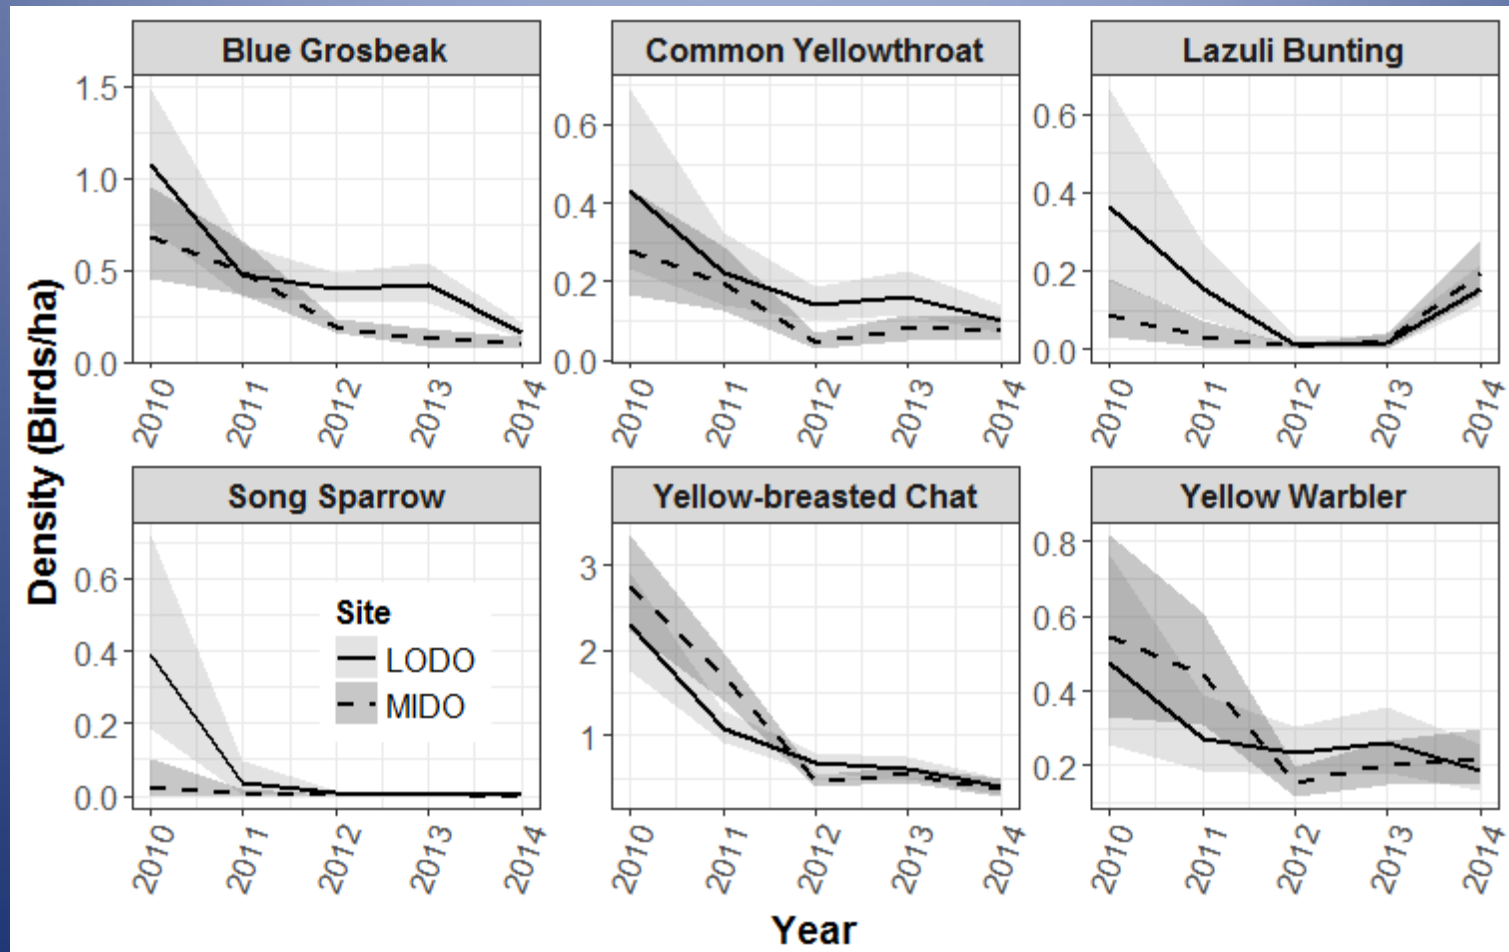 Blue Grosbeak
Common Yellowthroat
Lazuli Bunting
1.5
1.0
0.5
0.0
0.6
0.4
0.2
0.0
0.6
0.4
0.2
0.0
2010 2011 2012 2013 2014
2010 2011 2012 2013 2014
2010 2011 2012 2013 2014
Density (Birds/ha)
Song Sparrow
Yellow-breasted Chat
Yellow Warbler
0.6
0.4
0.2
0.0
Site
LODO
MIDO
3
2
1
0.8
0.6
0.4
0.2
2010 2011 2012 2013 2014
2010 2011 2012 2013 2014
2010 2011 2012 2013 2014
Year